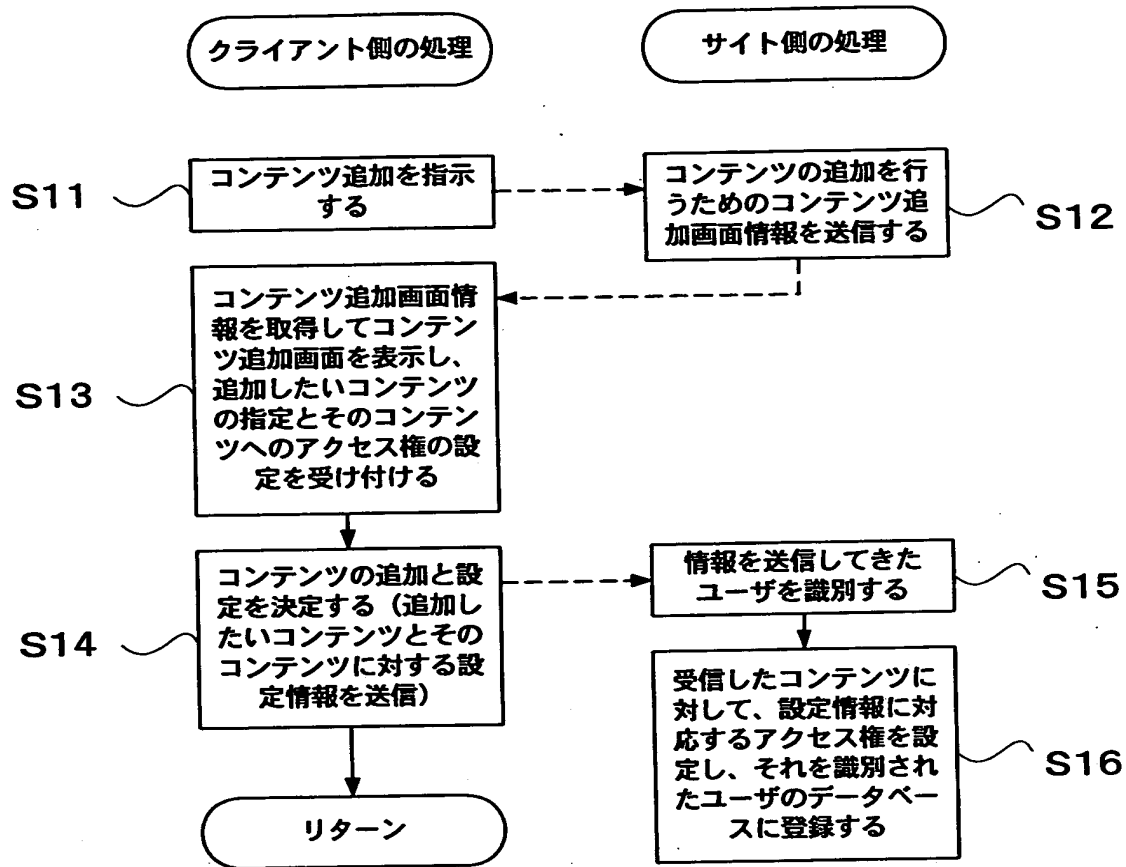 クライアント側の処理
サイト側の処理
S11
コンテンツ追加を指示
する
コンテンツの追加を行
うためのコンテンツ追
加画面情報を送信する
S12
S13
コンテンツ追加画面情
報を取得してコンテン
ツ追加画面を表示し、
追加したいコンテンツ
の指定とそのコンテン
ツへのアクセス権の設
定を受け付ける
S14
コンテンツの追加と設
定を決定する（追加し
たいコンテンツとその
コンテンツに対する設
定情報を送信）
情報を送信してきた
ユーザを識別する
S15
受信したコンテンツに
対して、設定情報に対
応するアクセス権を設
定し、それを識別され
たユーザのデータベー
スに登録する
S16
リターン